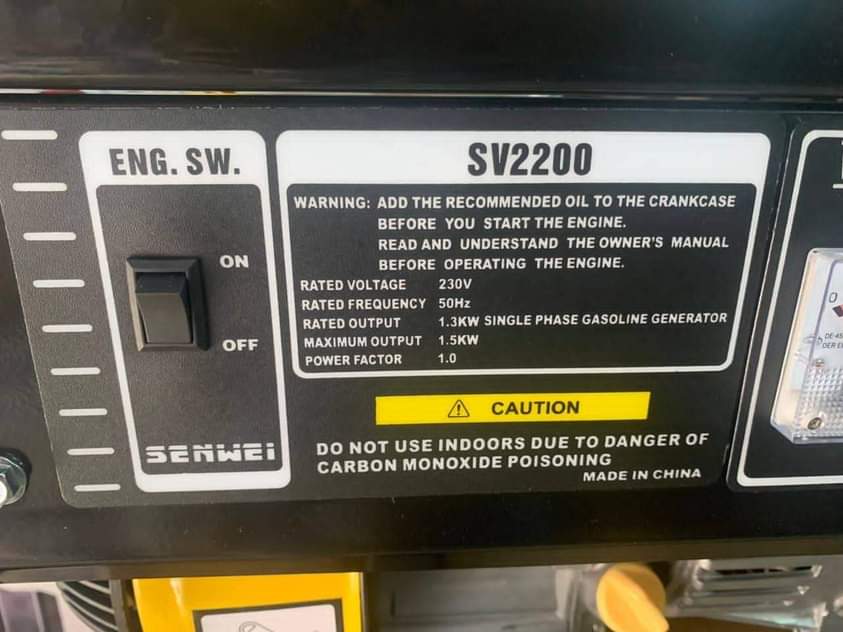 ENG. SW.
ON
OFF
SENWEI
SV2200
WARNING: ADD THE RECOMMENDED OIL TO THE CRANKCASE
BEFORE YOU START THE ENGINE.
READ AND UNDERSTAND THE OWNER'S MANUAL
BEFORE OPERATING THE ENGINE.
RATED VOLTAGE 230V
RATED FREQUENCY 50Hz
RATED OUTPUT 1.3KW SINGLE PHASE GASOLINE GENERATOR
MAXIMUM OUTPUT 1.5KW
POWER FACTOR 1.0
CAUTION
DO NOT USE INDOORS DUE TO DANGER OF
CARBON MONOXIDE POISONING
MADE IN CHINA
0